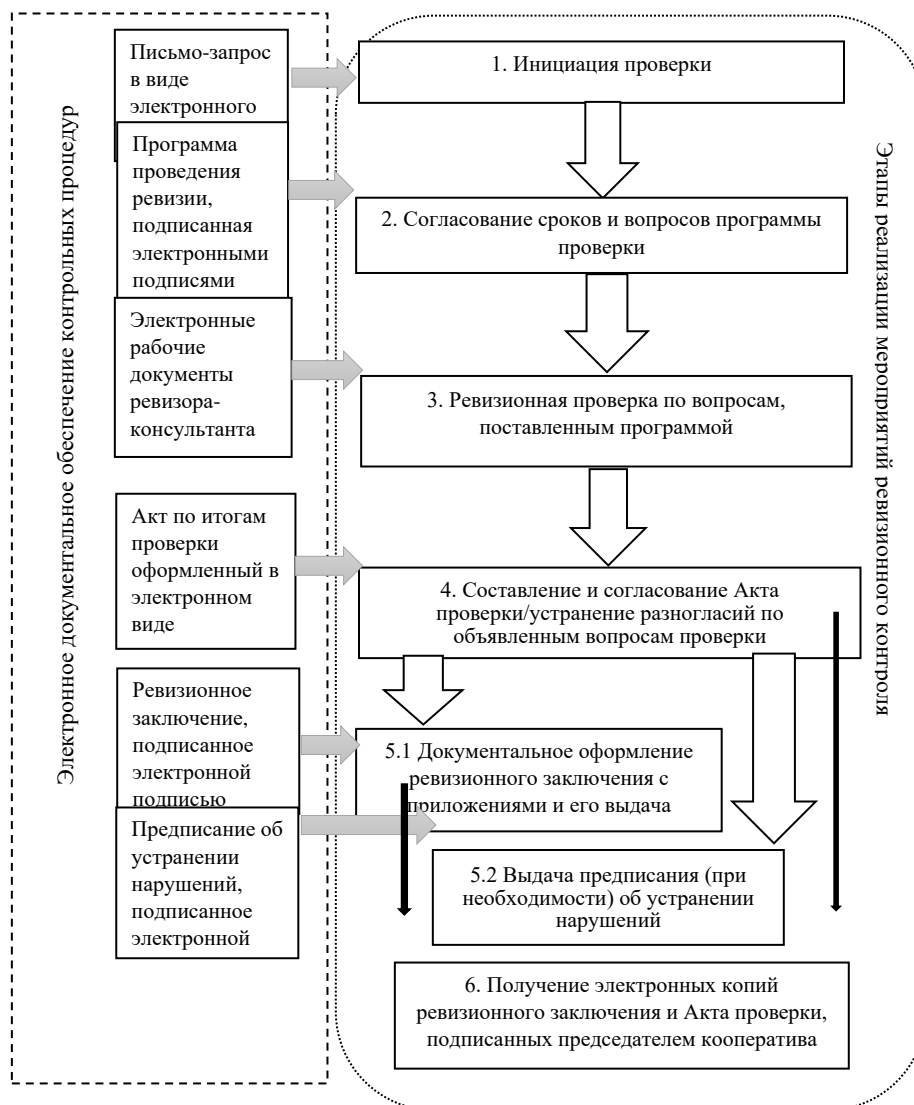 Электронное документальное обеспечение контрольных процедур
Письмо-запрос
в виде
электронного
Программа
проведения
ревизии,
подписанная
электронными
подписями
Электронные
рабочие
документы
ревизора-
консультанта
Акт по итогам
проверки
оформленный в
электронном
виде
Ревизионное
заключение,
подписанное
электронной
подписью
Предписание об
устранении
нарушений,
подписанное
электронной
1. Инициация проверки
2. Согласование сроков и вопросов программы
проверки
3. Ревизионная проверка по вопросам,
поставленным программой
4. Составление и согласование Акта
проверки/устранение разногласий по
объявленным вопросам проверки
5.1 Документальное оформление
ревизионного заключения с
приложениями и его выдача
5.2 Выдача предписания (при
необходимости) об устранении
нарушений
6. Получение электронных копий
ревизионного заключения и Акта проверки,
подписанных председателем кооператива
Этапы реализации мероприятий ревизионного контроля